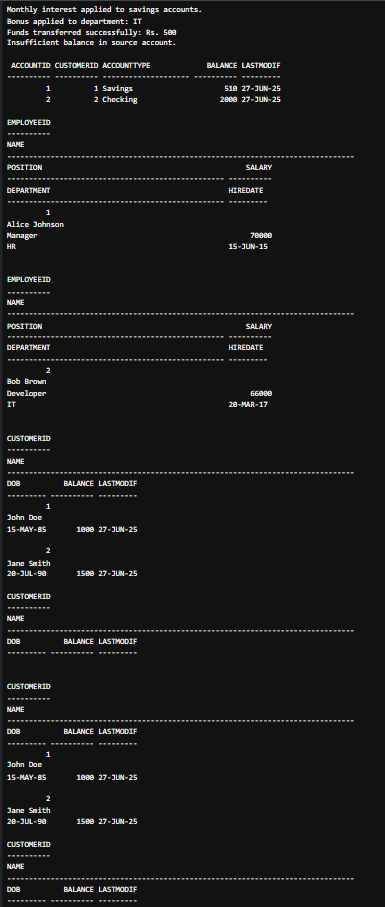 Monthly interest applied to savings accounts.
Bonus applied to department: IT
Funds transferred successfully: Rs. 500
Insufficient balance in source account.
ACCOUNTID CUSTOMERID ACCOUNTTYPE BALANCE LASTMODIF
---------- ---------- -------------------- ---------- ---------
1 1 Savings 510 27-JUN-25
2 2 Checking 2000 27-JUN-25
EMPLOYEEID
----------
NAME
--------------------------------------------------------------------------------
POSITION SALARY
-------------------------------------------------- ----------
DEPARTMENT HIREDATE
-------------------------------------------------- ---------
1
Alice Johnson
Manager 70000
HR 15-JUN-15
EMPLOYEEID
----------
NAME
--------------------------------------------------------------------------------
POSITION SALARY
-------------------------------------------------- ----------
DEPARTMENT HIREDATE
-------------------------------------------------- ---------
2
Bob Brown
Developer 66000
IT 20-MAR-17
CUSTOMERID
----------
NAME
--------------------------------------------------------------------------------
DOB BALANCE LASTMODIF
--------- ---------- ---------
1
John Doe
15-MAY-85 1000 27-JUN-25
2
Jane Smith
20-JUL-90 1500 27-JUN-25
CUSTOMERID
----------
NAME
--------------------------------------------------------------------------------
DOB BALANCE LASTMODIF
--------- ---------- ---------
CUSTOMERID
----------
NAME
--------------------------------------------------------------------------------
DOB BALANCE LASTMODIF
--------- ---------- ---------
1
John Doe
15-MAY-85 1000 27-JUN-25
2
Jane Smith
20-JUL-90 1500 27-JUN-25
CUSTOMERID
----------
NAME
--------------------------------------------------------------------------------
DOB BALANCE LASTMODIF
--------- ---------- ---------